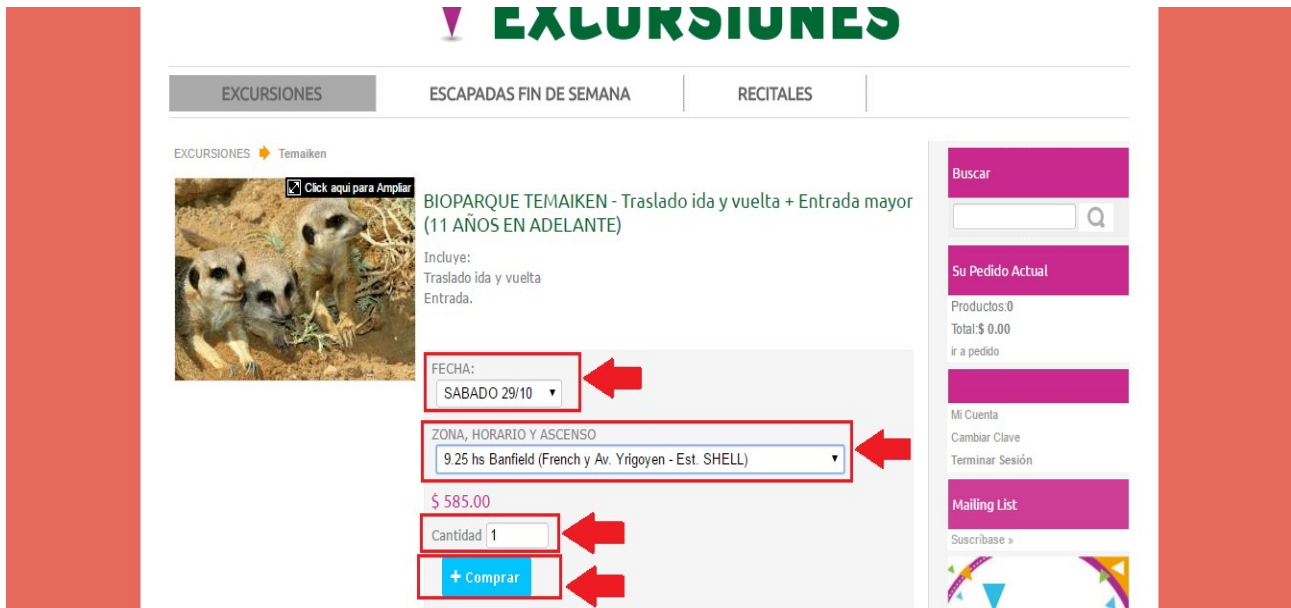 EXCURSIONES
EXCURSIONES
ESCAPADAS FIN DE SEMANA
RECITALES
EXCURSIONES Temaiken
Click aqui para Ampliar
BIOPARQUE TEMAIKEN - Traslado ida y vuelta + Entrada mayor
(11 AÑOS EN ADELANTE)
Incluye:
Traslado ida y vuelta
Entrada.
FECHA:
SABADO 29/10
ZONA, HORARIO Y ASCENSO
9.25 hs Banfield (French y Av. Yrigoyen - Est. SHELL)
$ 585.00
Cantidad 1
+ Comprar
Buscar
Su Pedido Actual
Productos:0
Total:$ 0.00
ir a pedido
Mi Cuenta
Cambiar Clave
Terminar Sesión
Mailing List
Suscríbase »